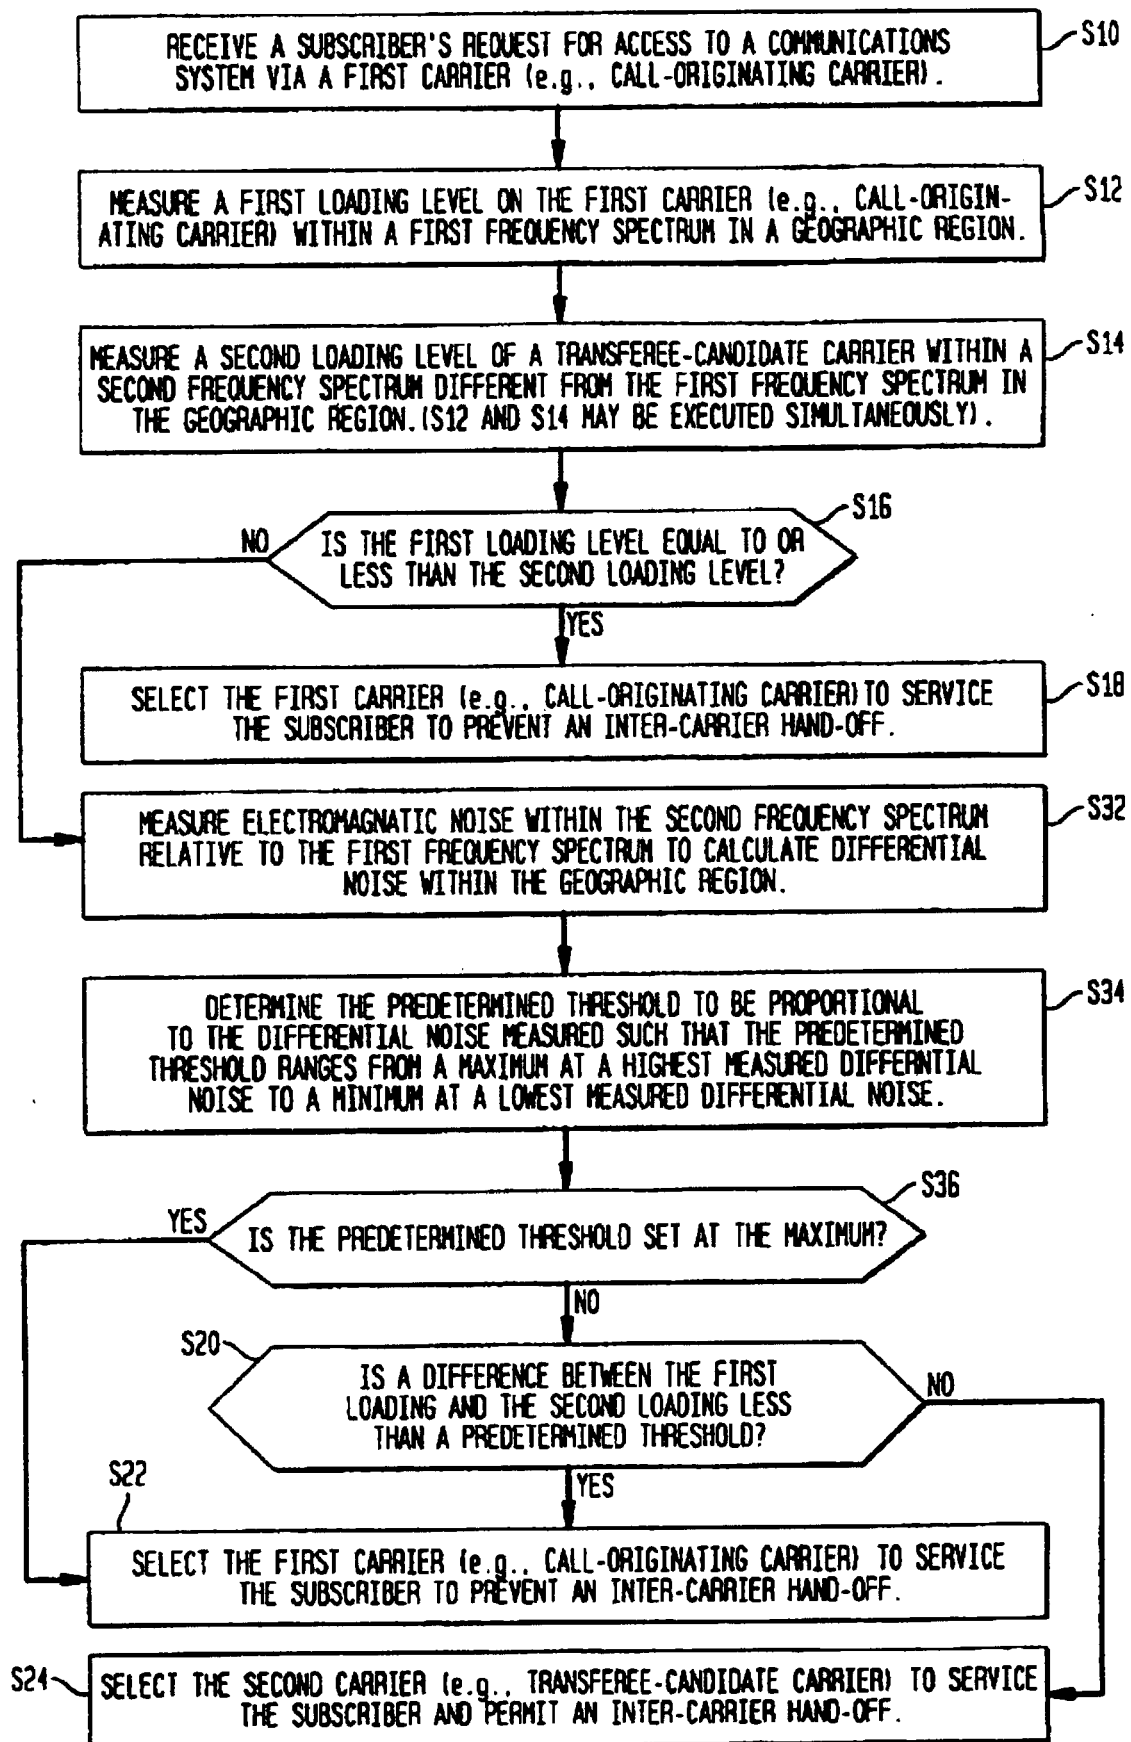 RECEIVE A SUBSCRIBER'S REQUEST FOR ACCESS TO A COMMUNICATIONS
SYSTEM VIA A FIRST CARRIER (e.g., CALL-ORIGINATING CARRIER).
S10
MEASURE A FIRST LOADING LEVEL ON THE FIRST CARRIER (e.g., CALL-ORIGIN-
ATING CARRIER) WITHIN A FIRST FREQUENCY SPECTRUM IN A GEOGRAPHIC REGION.
S12
MEASURE A SECOND LOADING LEVEL OF A TRANSFEREE-CANDIDATE CARRIER WITHIN A
SECOND FREQUENCY SPECTRUM DIFFERENT FROM THE FIRST FREQUENCY SPECTRUM IN
THE GEOGRAPHIC REGION.(S12 AND S14 MAY BE EXECUTED SIMULTANEOUSLY).
S14
S16
NO
IS THE FIRST LOADING LEVEL EQUAL TO OR
LESS THAN THE SECOND LOADING LEVEL?
YES
SELECT THE FIRST CARRIER (e.g., CALL-ORIGINATING CARRIER)TO SERVICE
THE SUBSCRIBER TO PREVENT AN INTER-CARRIER HAND-OFF.
S18
MEASURE ELECTROMAGNATIC NOISE WITHIN THE SECOND FREQUENCY SPECTRUM
RELATIVE TO THE FIRST FREQUENCY SPECTRUM TO CALCULATE DIFFERENTIAL
NOISE WITHIN THE GEOGRAPHIC REGION.
S32
DETERMINE THE PREDETERMINED THRESHOLD TO BE PROPORTIONAL
TO THE DIFFERENTIAL NOISE MEASURED SUCH THAT THE PREDETERMINED
THRESHOLD RANGES FROM A MAXIMUM AT A HIGHEST MEASURED DIFFERNTIAL
NOISE TO A MINIMUM AT A LOWEST MEASURED DIFFERENTIAL NOISE.
S34
S36
YES
IS THE PREDETERMINED THRESHOLD SET AT THE MAXIMUM?
NO
S20
IS A DIFFERENCE BETWEEN THE FIRST
LOADING AND THE SECOND LOADING LESS
THAN A PREDETERMINED THRESHOLD?
NO
YES
S22
SELECT THE FIRST CARRIER (e.g., CALL-ORIGINATING CARRIER) TO SERVICE
THE SUBSCRIBER TO PREVENT AN INTER-CARRIER HAND-OFF.
S24
SELECT THE SECOND CARRIER (e.g., TRANSFEREE-CANDIDATE CARRIER) TO SERVICE
THE SUBSCRIBER AND PERMIT AN INTER-CARRIER HAND-OFF.